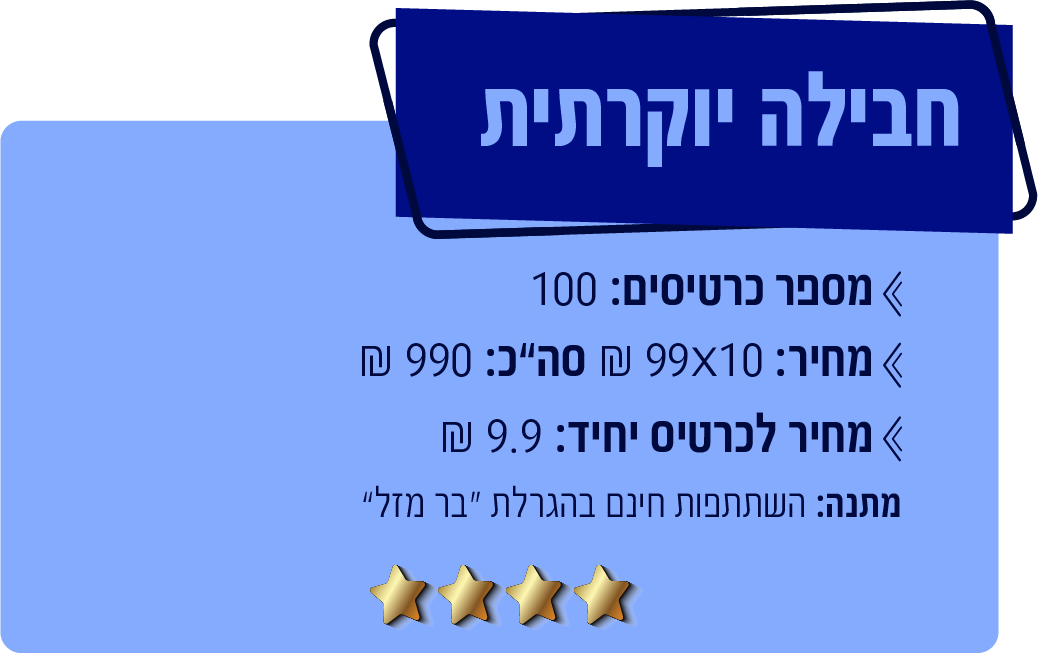 חבילה יוקרתית
מספר כרטיסים: 100
מחיר: 99X10 ₪ סה"כ: 990 ₪
מחיר לכרטיס יחיד: 9.9 ₪
מתנה: השתתפות חינם בהגרלת "בר מזל"